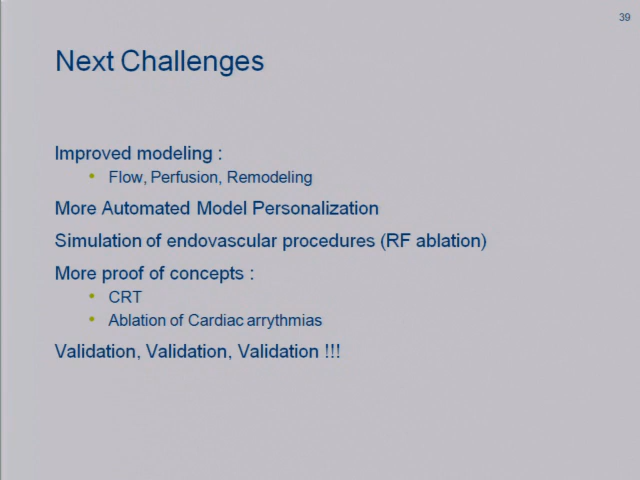 39
Next Challenges
Improved modeling :
• Flow, Perfusion, Remodeling
More Automated Model Personalization
Simulation of endovascular procedures (RF ablation)
More proof of concepts :
• CRT
• Ablation of Cardiac arrythmias
Validation, Validation, Validation !!!